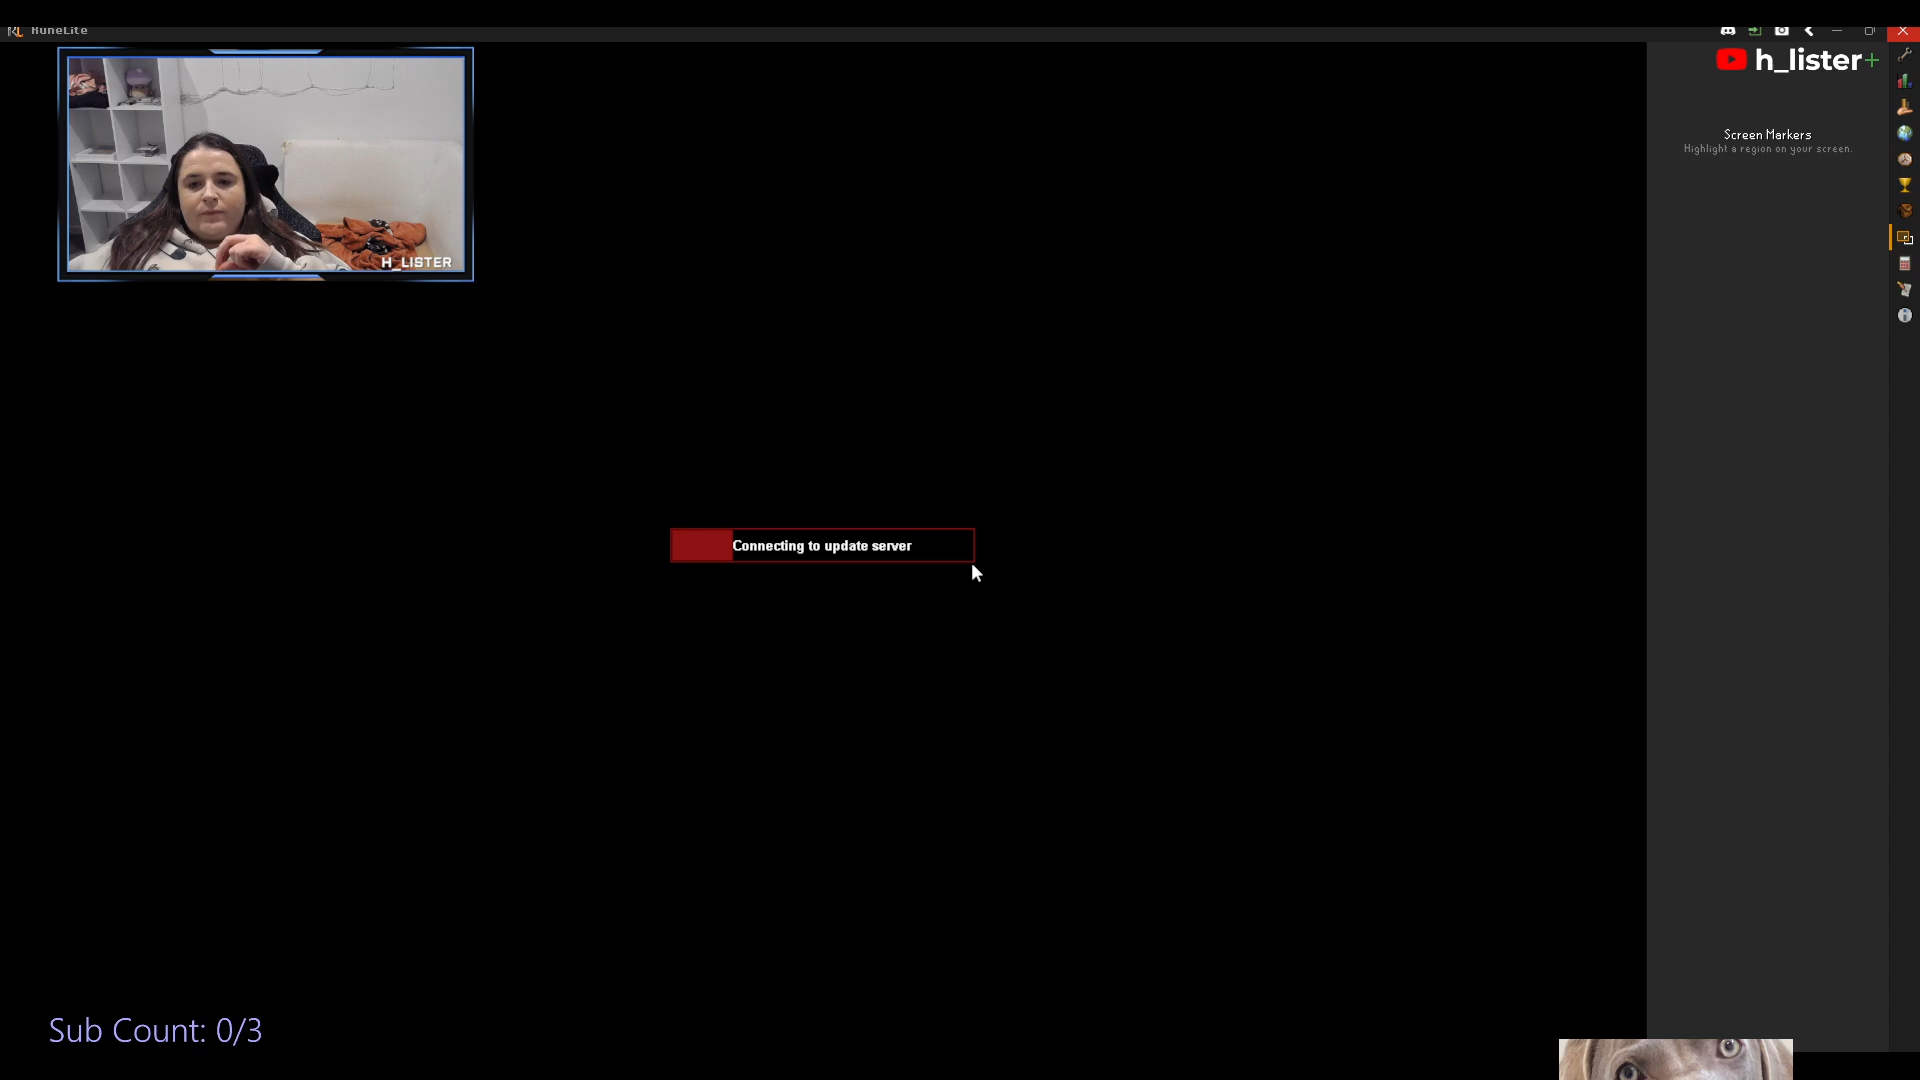 RuneLite
h_lister
Screen Markers
Highlight a region on your screen.
H_LISTER
Connecting to update server
Sub Count: 0/3